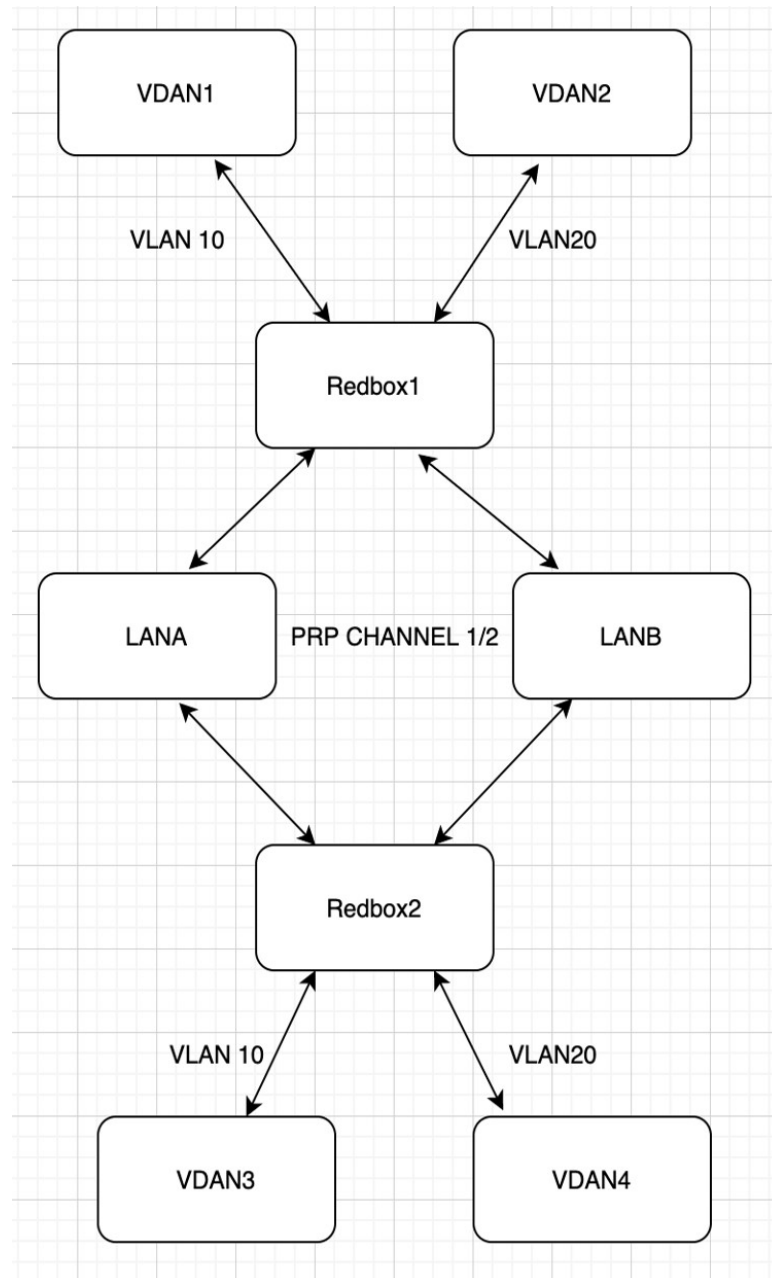 VDAN1
VDAN2
VLAN 10
VLAN20
Redbox1
LANA
PRP CHANNEL 1/2
LANB
Redbox2
VLAN 10
VLAN20
VDAN3
VDAN4